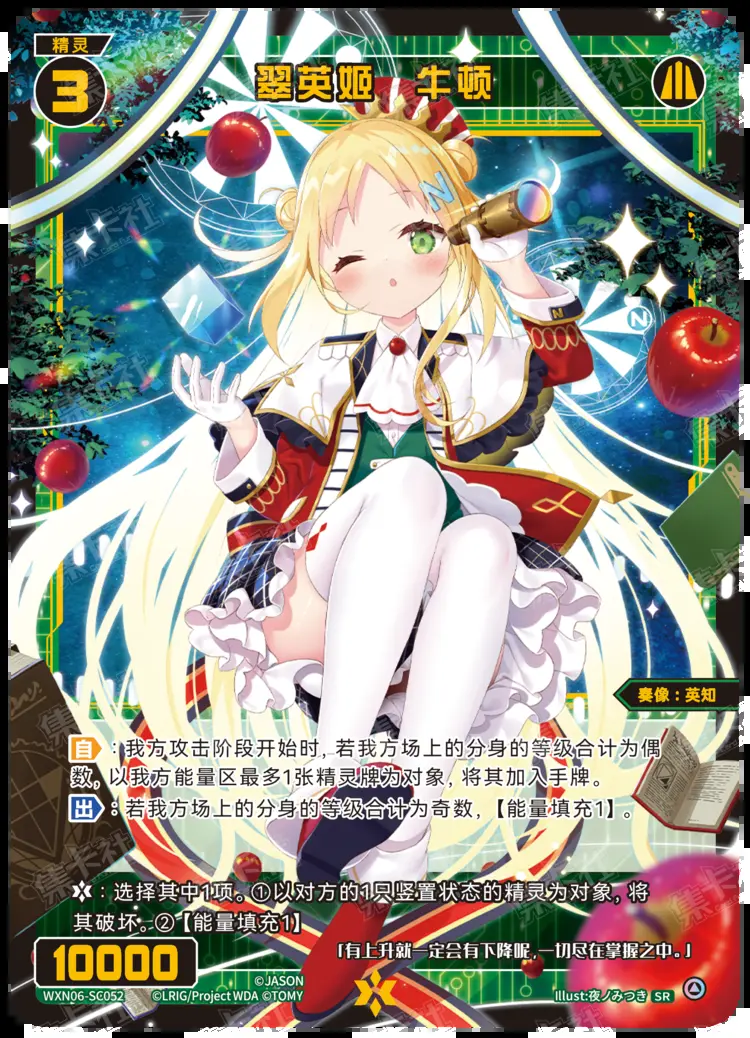 精灵
3
翠英姬 牛顿
N
N
N
奏像：英知
自：我方攻击阶段开始时，若我方场上的分身的等级合计为偶
数，以我方能量区最多1张精灵牌为对象，将其加入手牌。
出：若我方场上的分身的等级合计为奇数，【能量填充1】。
：选择其中1项。①以对方的1只竖置状态的精灵为对象，将
其破坏。②【能量填充1】
10000
「有上升就一定会有下降呢，一切尽在掌握之中。」
©JASON
WXN06-SC052 ©LRIG/Project WDA ©TOMY
Illust:夜ノみつき SR
集卡社